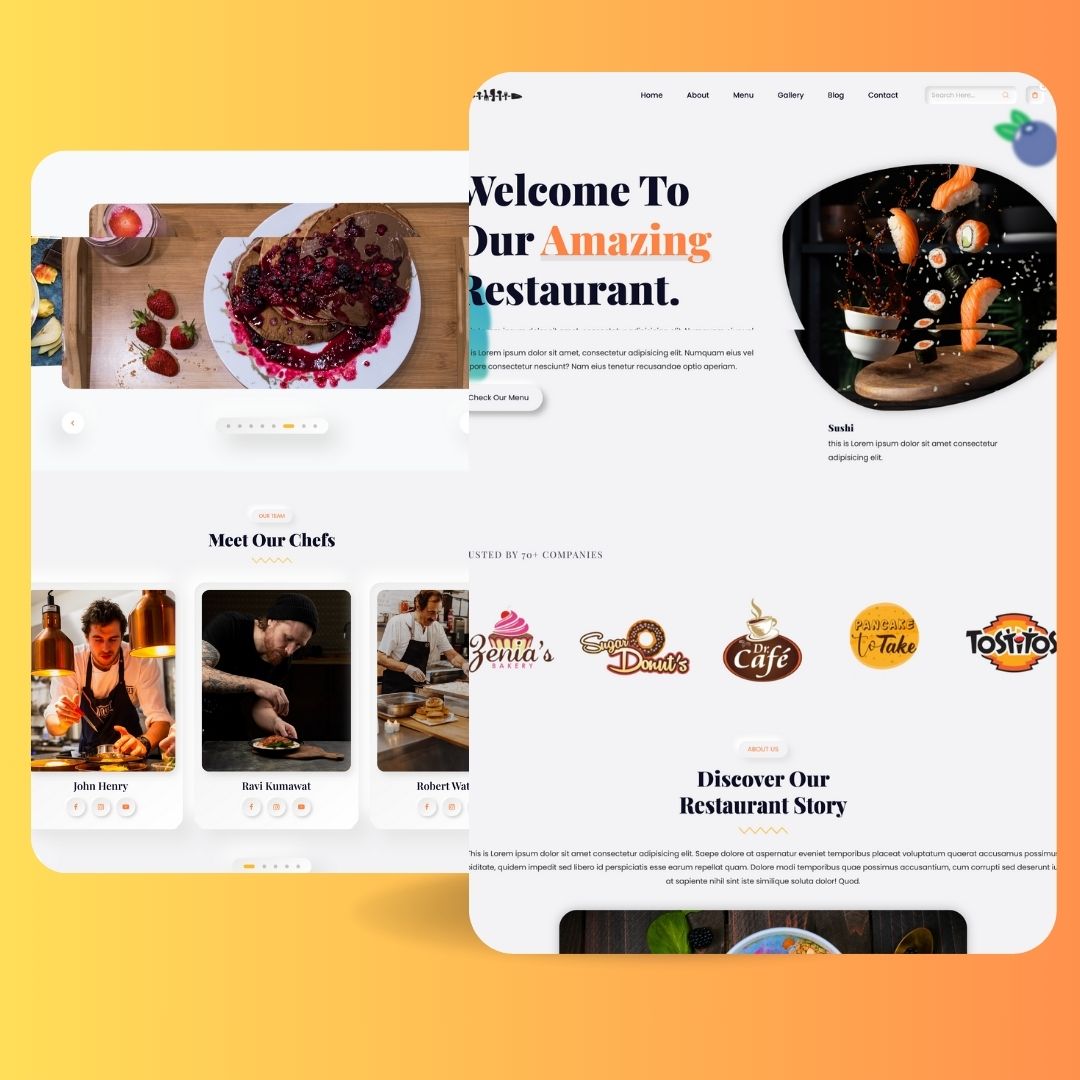 TASTY
Home About Menu Gallery Blog Contact Search Here...
Welcome To
Our Amazing
Restaurant.
is Lorem ipsum dolor sit amet, consectetur adipisicing elit. Numquam eius vel
pore consectetur nesciunt? Nam eius tenetur recusandae optio aperiam.
Check Our Menu
Sushi
this is Lorem ipsum dolor sit amet consectetur
adipisicing elit.
USTED BY 70+ COMPANIES
Zenia's
BAKERY
Sugar
Donut's
Dr.
Café
PANCAKE
to Take
TOSTITOS
ABOUT US
Discover Our
Restaurant Story
This is Lorem ipsum dolor sit amet consectetur adipisicing elit. Saepe dolore at aspernatur eveniet temporibus placeat voluptatum quaerat accusamus possimus
iditate, quidem impedit sed libero id perspiciatis esse earum repellat quam. Dolore modi temporibus quae possimus accusantium, cum corrupti sed deserunt iu
at sapiente nihil sint iste similique soluta dolor! Quod.
OUR TEAM
Meet Our Chefs
John Henry
Ravi Kumawat
Robert Wat